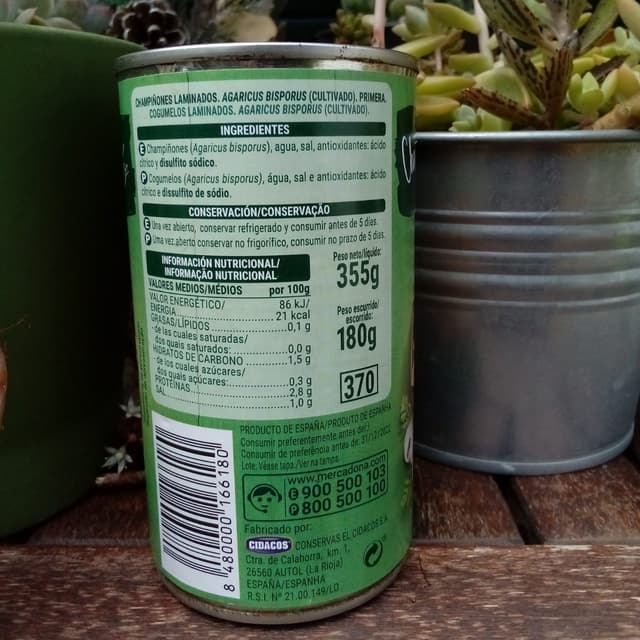 CHAMPIÑONES LAMINADOS. AGARICUS BISPORUS (CULTIVADO). PRIMERA.
COGUMELOS LAMINADOS. AGARICUS BISPORUS (CULTIVADO).
INGREDIENTES
E Champiñones (Agaricus bisporus), agua, sal, antioxidantes: ácido
cítrico y disulfito sódico.
P Cogumelos (Agaricus bisporus), água, sal e antioxidantes: ácido
cítrico e dissulfito de sódio.
CONSERVACIÓN/CONSERVAÇÃO
E Una vez abierto, conservar refrigerado y consumir antes de 5 días.
P Uma vez aberto conservar no frigorífico, consumir no prazo de 5 dias.
INFORMACIÓN NUTRICIONAL/
INFORMAÇÃO NUTRICIONAL
VALORES MEDIOS/MÉDIOS por 100g
VALOR ENERGÉTICO/ 86 kJ/
ENERGIA 21 kcal
GRASAS/LÍPIDOS 0,1 g
-de las cuales saturadas/
dos quais saturados: 0,0 g
HIDRATOS DE CARBONO 1,5 g
-de los cuales azúcares/
dos quais açúcares: 0,3 g
PROTEÍNAS 2,8 g
SAL 1,0 g
Peso neto/líquido:
355g
Peso escurrido/
escorrido:
180g
370
PRODUCTO DE ESPAÑA/PRODUTO DE ESPANHA
Consumir preferentemente antes del:/
Consumir de preferência antes de: 31/12/
Lote: Véase tapa./Ver na tampa.
www.mercadona.com
E 900 500 103
P 800 500 100
Fabricado por:
CIDACOS CONSERVAS EL CIDACOS S.A.
Ctra. de Calahorra, km. 1,
26560 AUTOL (La Rioja)
ESPAÑA/ESPANHA
R.S.I. Nº 21.00.149/LO
8 480000 166180